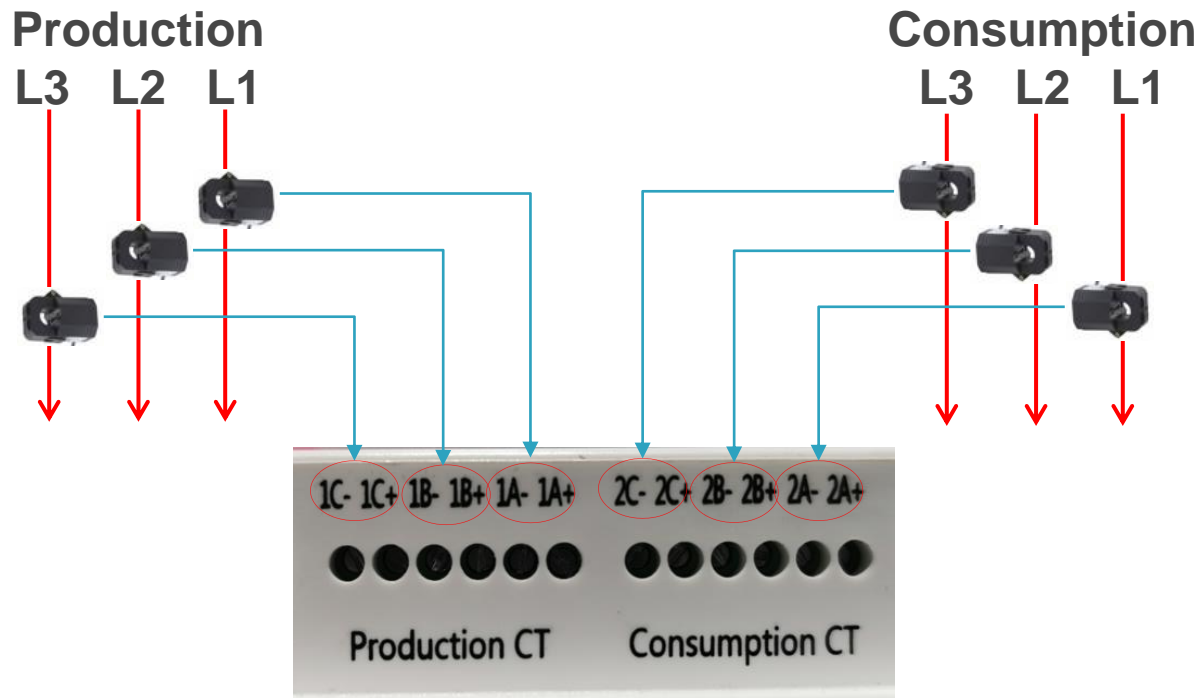 Production
L3 L2 L1
Consumption
L3 L2 L1
1C- 1C+ 1B- 1B+ 1A- 1A+
2C- 2C+ 2B- 2B+ 2A- 2A+
Production CT
Consumption CT